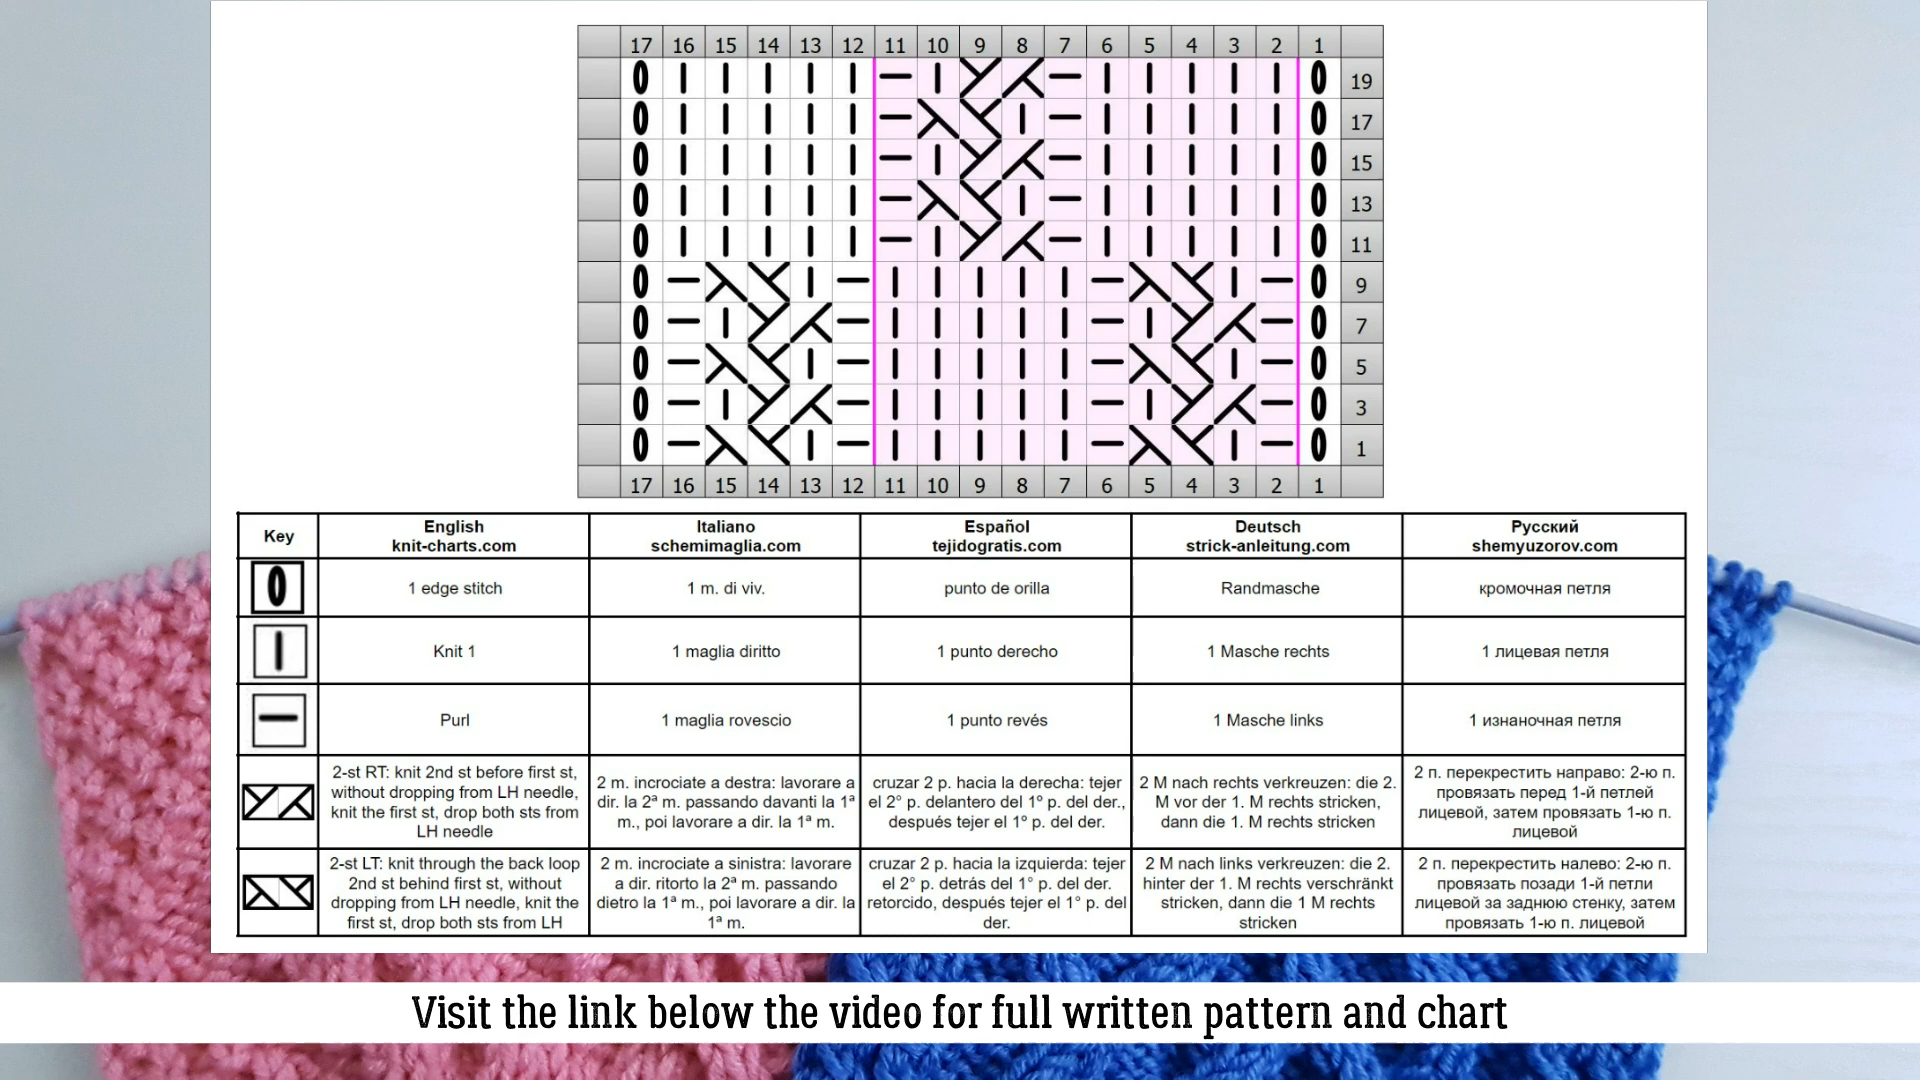 17 16 15 14 13 12 11 10 9 8 7 6 5 4 3 2 1
19
17
15
13
11
9
7
5
3
1
17 16 15 14 13 12 11 10 9 8 7 6 5 4 3 2 1
Key
English
knit-charts.com
Italiano
schemimaglia.com
Español
tejidogratis.com
Deutsch
strick-anleitung.com
Русский
shemyuzorov.com
1 edge stitch
1 m. di viv.
punto de orilla
Randmasche
кромочная петля
Knit 1
1 maglia diritto
1 punto derecho
1 Masche rechts
1 лицевая петля
Purl
1 maglia rovescio
1 punto revés
1 Masche links
1 изнаночная петля
2-st RT: knit 2nd st before first st,
without dropping from LH needle,
knit the first st, drop both sts from
LH needle
2 m. incrociate a destra: lavorare a
dir. la 2ª m. passando davanti la 1ª
m., poi lavorare a dir. la 1ª m.
cruzar 2 p. hacia la derecha: tejer
el 2° p. delantero del 1º p. del der.,
después tejer el 1º p. del der.
2 M nach rechts verkreuzen: die 2.
M vor der 1. M rechts stricken,
dann die 1. M rechts stricken
2 п. перекрестить направо: 2-ю п.
провязать перед 1-й петлей
лицевой, затем провязать 1-ю п.
лицевой
2-st LT: knit through the back loop
2nd st behind first st, without
dropping from LH needle, knit the
first st, drop both sts from LH
2 m. incrociate a sinistra: lavorare
a dir. ritorto la 2ª m. passando
dietro la 1ª m., poi lavorare a dir. la
1ª m.
cruzar 2 p. hacia la izquierda: tejer
el 2° p. detrás del 1° p. del der.
retorcido, después tejer el 1° p. del
der.
2 M nach links verkreuzen: die 2.
hinter der 1. M rechts verschränkt
stricken, dann die 1 M rechts
stricken
2 п. перекрестить налево: 2-ю п.
провязать позади 1-й петли
лицевой за заднюю стенку, затем
провязать 1-ю п. лицевой
Visit the link below the video for full written pattern and chart